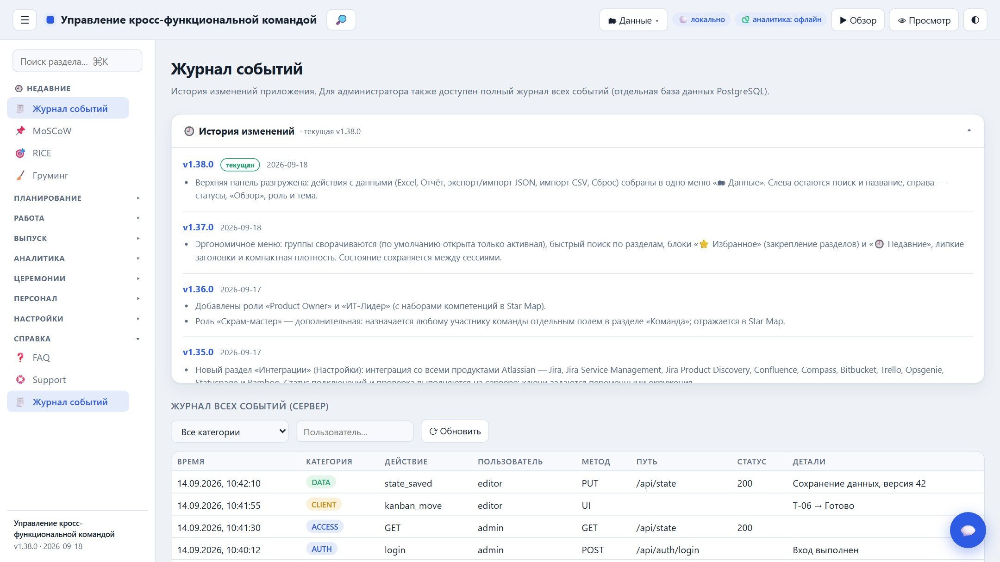 Управление кросс-функциональной командой
Данные
локально
аналитика: офлайн
Обзор
Просмотр
Поиск раздела... ⌘K
НЕДАВНИЕ
Журнал событий
MoSCoW
RICE
Груминг
ПЛАНИРОВАНИЕ
РАБОТА
ВЫПУСК
АНАЛИТИКА
ЦЕРЕМОНИИ
ПЕРСОНАЛ
НАСТРОЙКИ
СПРАВКА
FAQ
Support
Журнал событий
Управление кросс-
функциональной командой
v1.38.0 · 2026-09-18
Журнал событий
История изменений приложения. Для администратора также доступен полный журнал всех событий (отдельная база данных PostgreSQL).
История изменений · текущая v1.38.0
v1.38.0 текущая 2026-09-18
• Верхняя панель разгружена: действия с данными (Excel, Отчёт, экспорт/импорт JSON, импорт CSV, Сброс) собраны в одно меню « Данные». Слева остаются поиск и название, справа —
статусы, «Обзор», роль и тема.
v1.37.0 2026-09-18
• Эргономичное меню: группы сворачиваются (по умолчанию открыта только активная), быстрый поиск по разделам, блоки «⭐ Избранное» (закрепление разделов) и «🕘 Недавние», липкие
заголовки и компактная плотность. Состояние сохраняется между сессиями.
v1.36.0 2026-09-17
• Добавлены роли «Product Owner» и «ИТ-Лидер» (с наборами компетенций в Star Map).
• Роль «Скрам-мастер» — дополнительная: назначается любому участнику команды отдельным полем в разделе «Команда»; отражается в Star Map.
v1.35.0 2026-09-17
• Новый раздел «Интеграции» (Настройки): интеграция со всеми продуктами Atlassian — Jira, Jira Service Management, Jira Product Discovery, Confluence, Compass, Bitbucket, Trello, Opsgenie,
Statuspage и Bamboo. Статус подключений и проверка выполняются на сервере; ключи задаются переменными окружения.
ЖУРНАЛ ВСЕХ СОБЫТИЙ (СЕРВЕР)
Все категории
Пользователь...
Обновить
ВРЕМЯ КАТЕГОРИЯ ДЕЙСТВИЕ ПОЛЬЗОВАТЕЛЬ МЕТОД ПУТЬ СТАТУС ДЕТАЛИ
14.09.2026, 10:42:10 DATA state_saved editor PUT /api/state 200 Сохранение данных, версия 42
14.09.2026, 10:41:55 CLIENT kanban_move editor UI T-06 → Готово
14.09.2026, 10:41:30 ACCESS GET admin GET /api/state 200
14.09.2026, 10:40:12 AUTH login admin POST /api/auth/login Вход выполнен